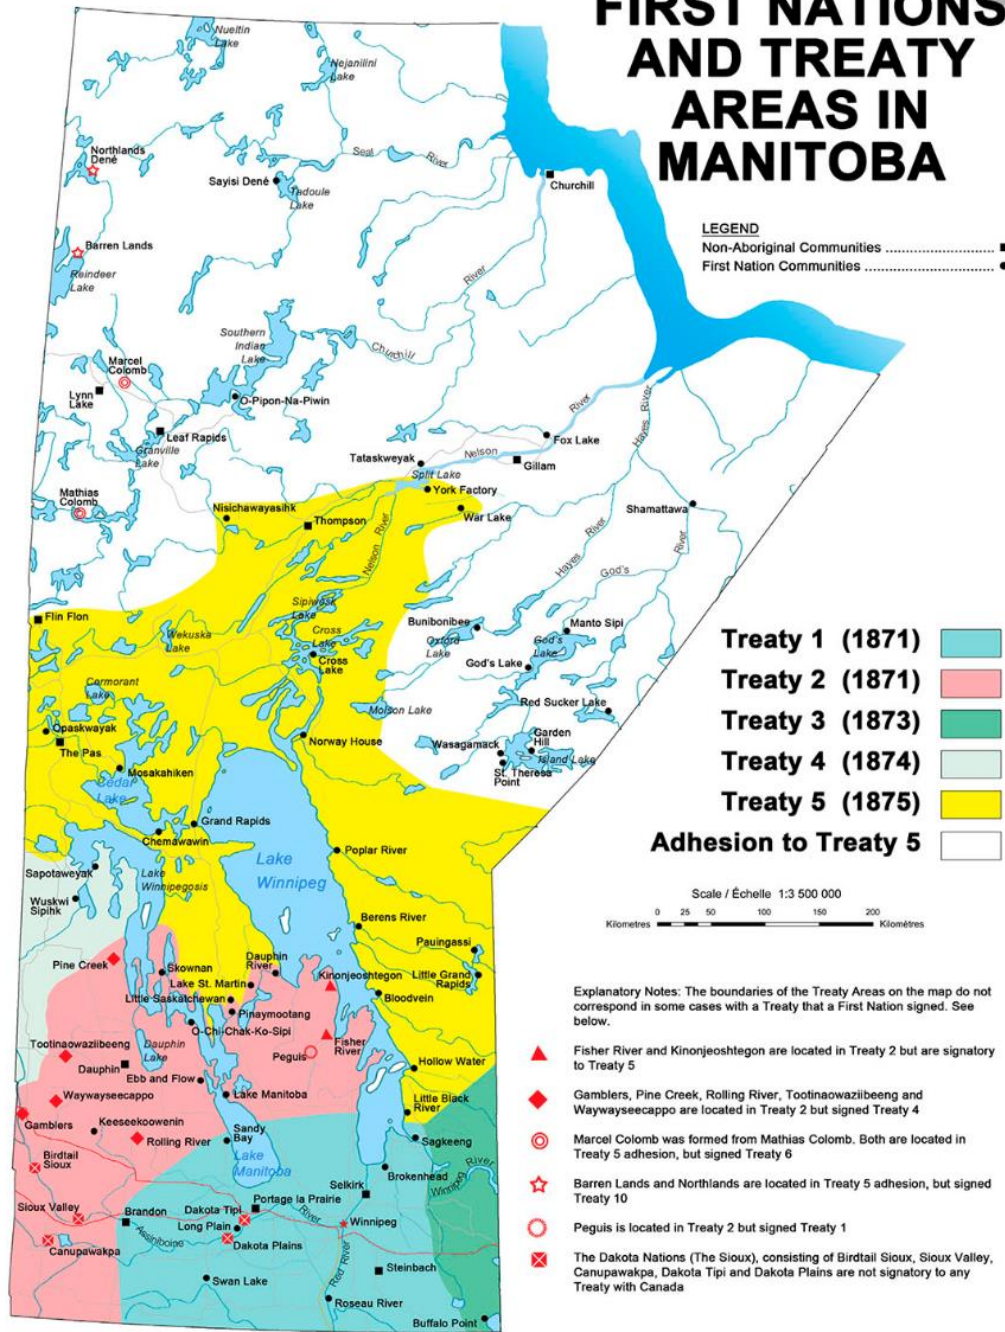 FIRST NATIONS
AND TREATY
AREAS IN
MANITOBA
LEGEND
Non-Aboriginal Communities
First Nation Communities
Nueltin
Lake
Nejanilini
Lake
Northlands
Dené
Seal River
Sayisi Dené
Tadoule
Lake
Churchill
Barren Lands
Reindeer
Lake
River
Southern
Indian
Lake
Churchill
Marcel
Colomb
Lynn
Lake
O-Pipon-Na-Piwin
River
Hayes River
Leaf Rapids
Granville
Lake
Fox Lake
Tataskweyak
Nelson
Gillam
Split Lake
Mathias
Colomb
York Factory
Nisichawayasihk
War Lake
Shamattawa
Thompson
Nelson River
Hayes River
God's River
Sipiwesk
Lake
Flin Flon
Bunibonibee
Manto Sipi
Wekuska
Lake
Cross
Lake
Oxford
Lake
God's
Lake
Cross
Lake
God's Lake
Cormorant
Lake
Molson Lake
Red Sucker Lake
Opaskwayak
The Pas
Norway House
Wasagamack
Garden
Hill
Island Lake
St. Theresa
Point
Mosakahiken
Cedar
Lake
Grand Rapids
Chemawawin
Lake
Winnipeg
Poplar River
Sapotaweyak
Lake
Winnipegosis
Wuskwi
Sipihk
Berens River
Pauingassi
Pine Creek
Skownan
Dauphin
River
Lake St. Martin
Kinonjeoshtegon
Little Grand
Rapids
Little Saskatchewan
Bloodvein
Pinaymootang
O-Chi-Chak-Ko-Sipi
Tootinaowaziibeeng
Dauphin
Lake
Fisher
River
Peguis
Dauphin
Ebb and Flow
Hollow Water
Waywayseecappo
Lake Manitoba
Little Black
River
Gamblers
Keeseekoowenin
Rolling River
Sandy
Bay
Sagkeeng
Birdtail
Sioux
Lake
Manitoba
Brokenhead
Winnipeg River
Selkirk
Sioux Valley
Brandon
Dakota Tipi
Portage la Prairie
River
Winnipeg
Long Plain
Assiniboine
Canupawakpa
Dakota Plains
Red River
Steinbach
Swan Lake
Roseau River
Buffalo Point
Treaty 1 (1871)
Treaty 2 (1871)
Treaty 3 (1873)
Treaty 4 (1874)
Treaty 5 (1875)
Adhesion to Treaty 5
Scale / Échelle 1:3 500 000
0 25 50 100 150 200
Kilometres Kilométres
Explanatory Notes: The boundaries of the Treaty Areas on the map do not
correspond in some cases with a Treaty that a First Nation signed. See
below.
Fisher River and Kinonjeoshtegon are located in Treaty 2 but are signatory
to Treaty 5
Gamblers, Pine Creek, Rolling River, Tootinaowaziibeeng and
Waywayseecappo are located in Treaty 2 but signed Treaty 4
Marcel Colomb was formed from Mathias Colomb. Both are located in
Treaty 5 adhesion, but signed Treaty 6
Barren Lands and Northlands are located in Treaty 5 adhesion, but signed
Treaty 10
Peguis is located in Treaty 2 but signed Treaty 1
The Dakota Nations (The Sioux), consisting of Birdtail Sioux, Sioux Valley,
Canupawakpa, Dakota Tipi and Dakota Plains are not signatory to any
Treaty with Canada